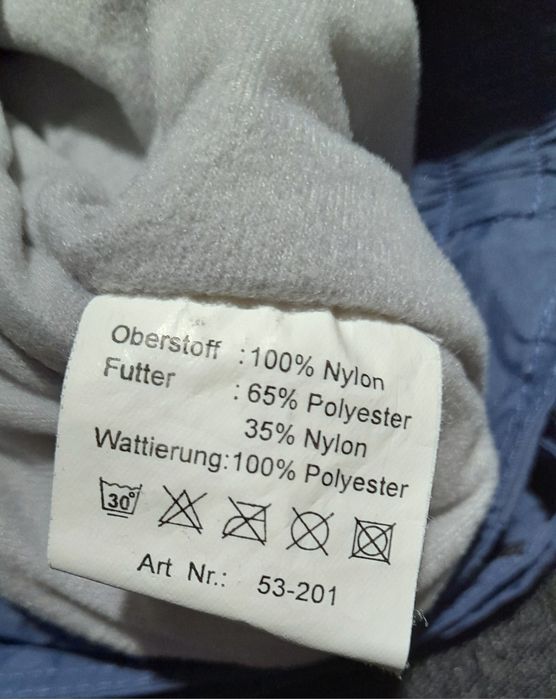 Oberstoff : 100% Nylon
Futter : 65% Polyester
35% Nylon
Wattierung: 100% Polyester
30°
Art Nr.: 53-201